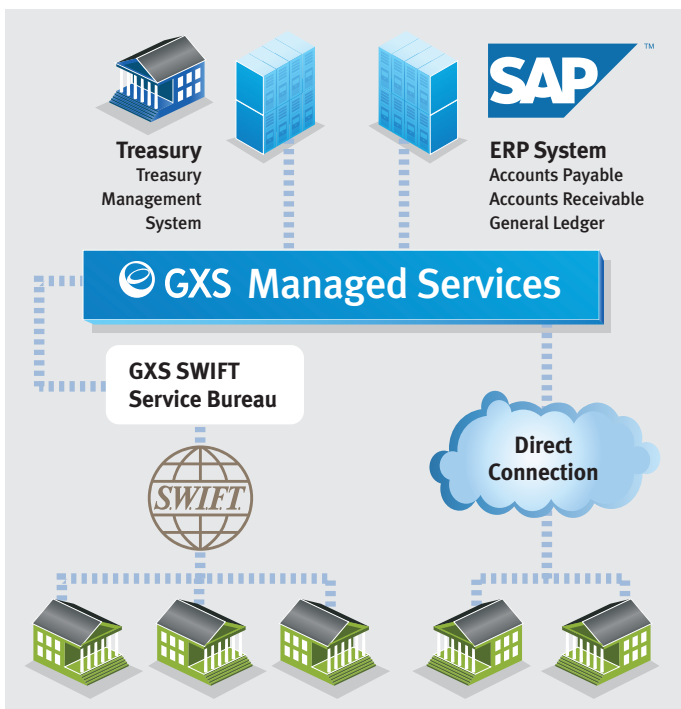 SAP
™
Treasury
Treasury
Management
System
ERP System
Accounts Payable
Accounts Receivable
General Ledger
GXS Managed Services
GXS SWIFT
Service Bureau
S.W.I.F.T.
Direct
Connection